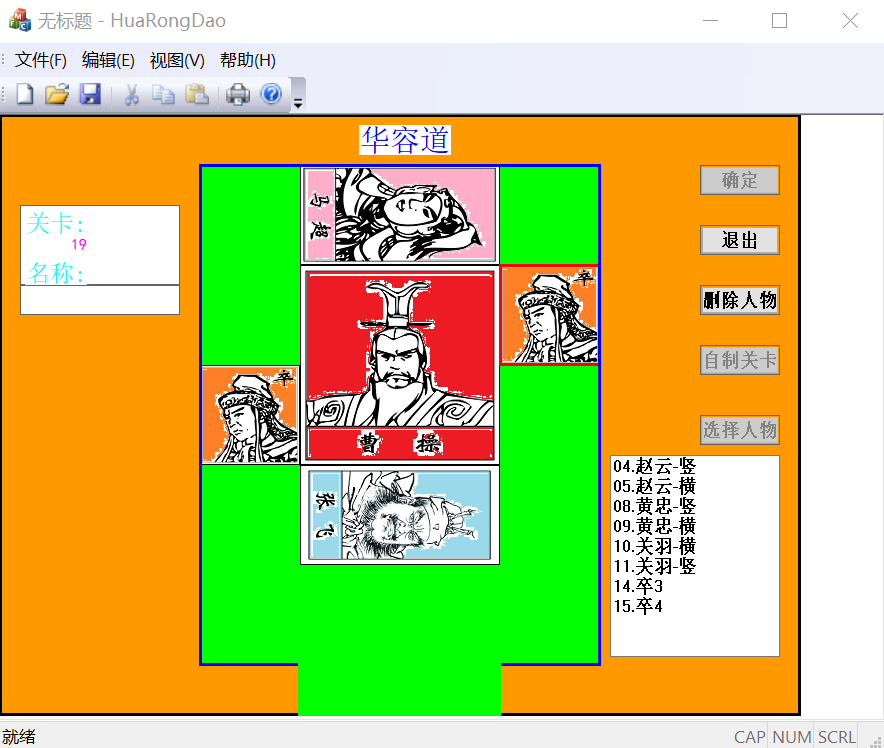 无标题 - HuaRongDao
文件(F) 编辑(E) 视图(V) 帮助(H)
华容道
关卡:
19
名称:
马超
卒
曹操
卒
张飞
确定
退出
删除人物
自制关卡
选择人物
04.赵云-竖
05.赵云-横
08.黄忠-竖
09.黄忠-横
10.关羽-横
11.关羽-竖
14.卒3
15.卒4
就绪
CAP NUM SCRL